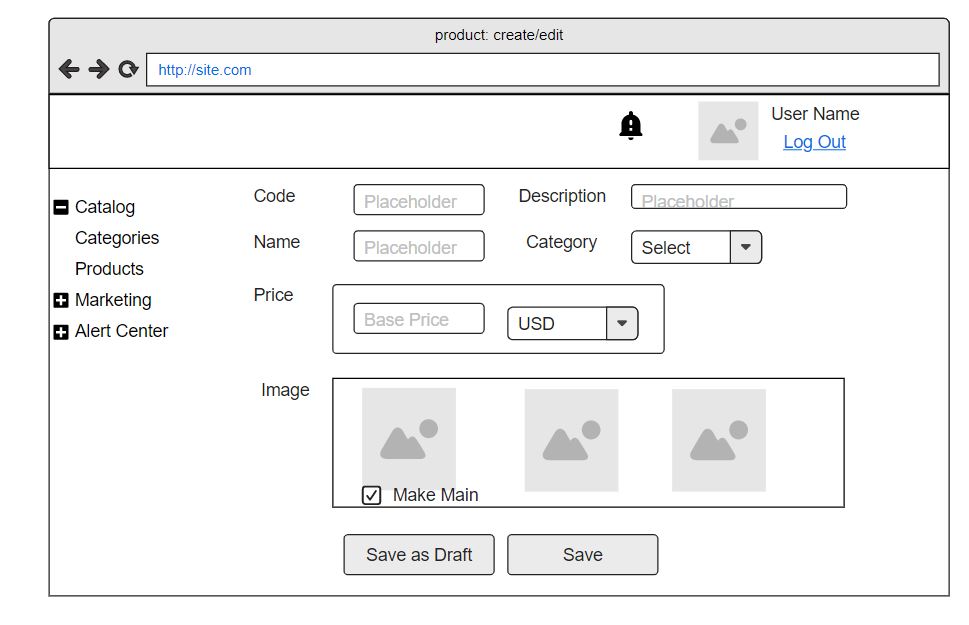 product: create/edit
http://site.com
User Name
Log Out
Catalog
Categories
Products
Marketing
Alert Center
Code
Placeholder
Description
Placeholder
Name
Placeholder
Category
Select
Price
Base Price
USD
Image
Make Main
Save as Draft
Save